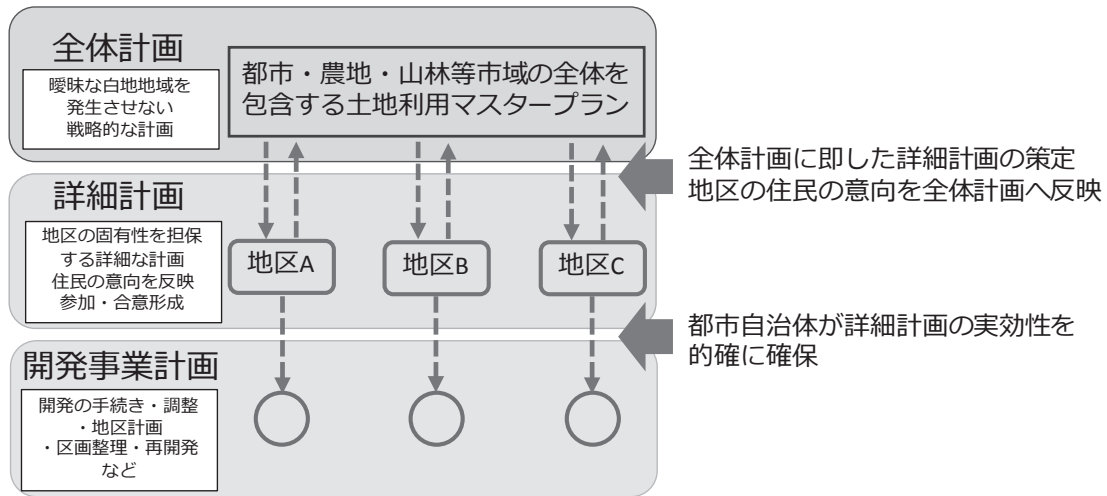 全体計画
曖昧な白地地域を
発生させない
戦略的な計画
都市・農地・山林等市域の全体を
包含する土地利用マスタープラン
全体計画に即した詳細計画の策定
地区の住民の意向を全体計画へ反映
詳細計画
地区の固有性を担保
する詳細な計画
住民の意向を反映
参加・合意形成
地区A
地区B
地区C
都市自治体が詳細計画の実効性を
的確に確保
開発事業計画
開発の手続き・調整
・地区計画
・区画整理・再開発
など